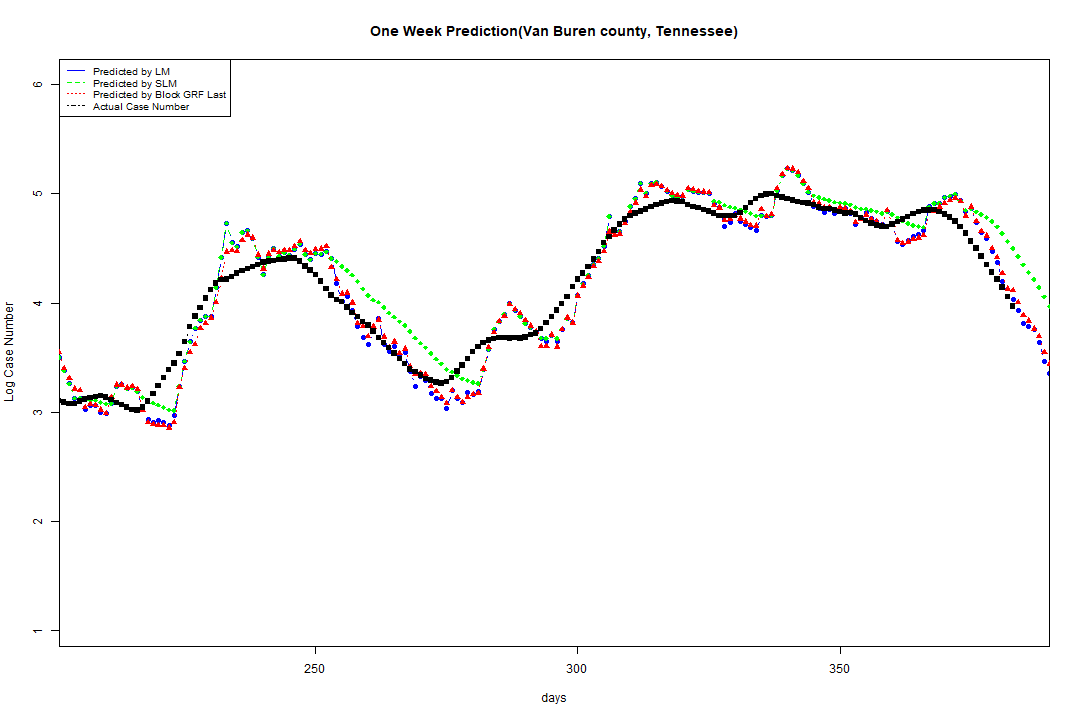 One Week Prediction(Van Buren county, Tennessee)
Predicted by LM
Predicted by SLM
Predicted by Block GRF Last
Actual Case Number
6
5
4
3
2
1
Log Case Number
250 300 350
days